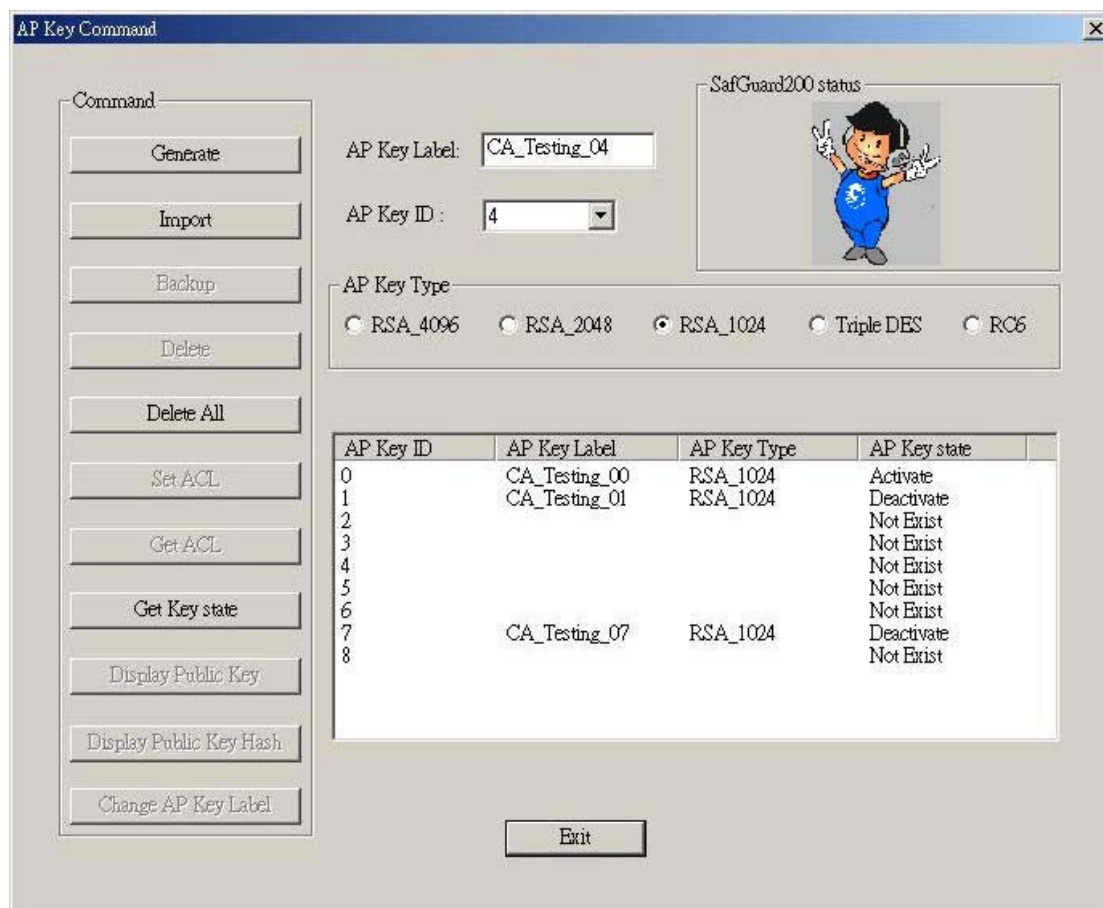 AP Key Command
Command
Generate
Import
Backup
Delete
Delete All
Set ACL
Get ACL
Get Key state
Display Public Key
Display Public Key Hash
Change AP Key Label
AP Key Label: CA_Testing_04
AP Key ID : 4
SafGuard200 status
AP Key Type
RSA_4096 RSA_2048 RSA_1024 Triple DES RC6
AP Key ID AP Key Label AP Key Type AP Key state
0 CA_Testing_00 RSA_1024 Activate
1 CA_Testing_01 RSA_1024 Deactivate
2 Not Exist
3 Not Exist
4 Not Exist
5 Not Exist
6 Not Exist
7 CA_Testing_07 RSA_1024 Deactivate
8 Not Exist
Exit